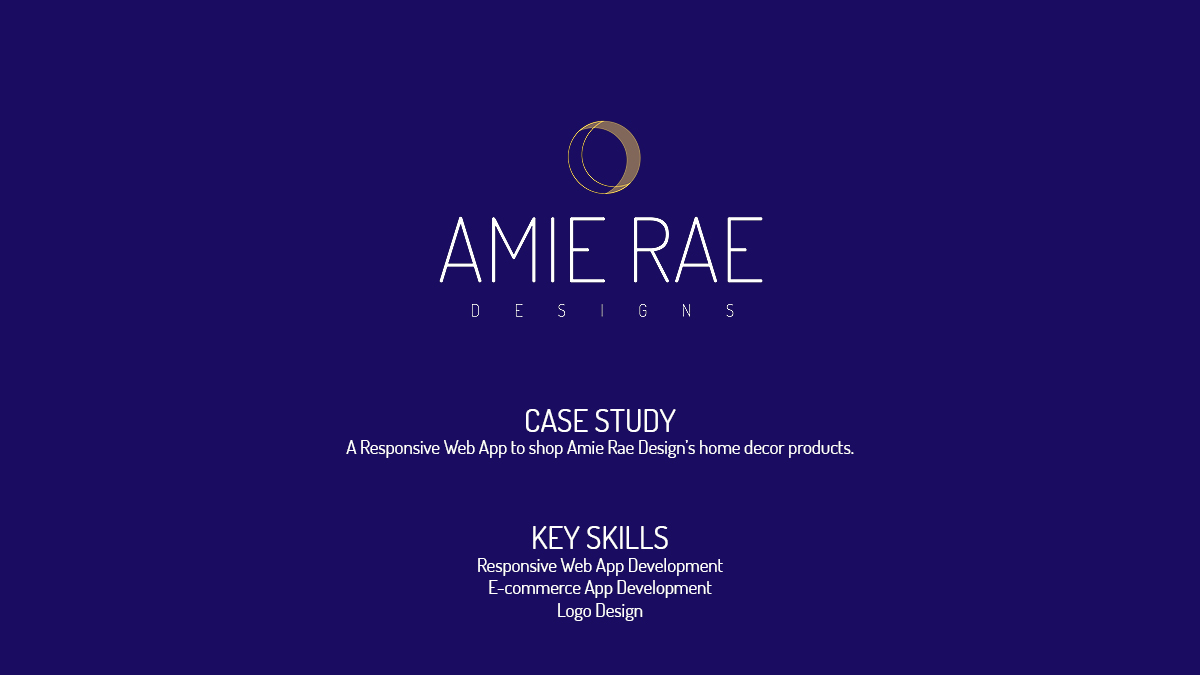 AMIE RAE
DESIGNS
CASE STUDY
A Responsive Web App to shop Amie Rae Design's home decor products.
KEY SKILLS
Responsive Web App Development
E-commerce App Development
Logo Design